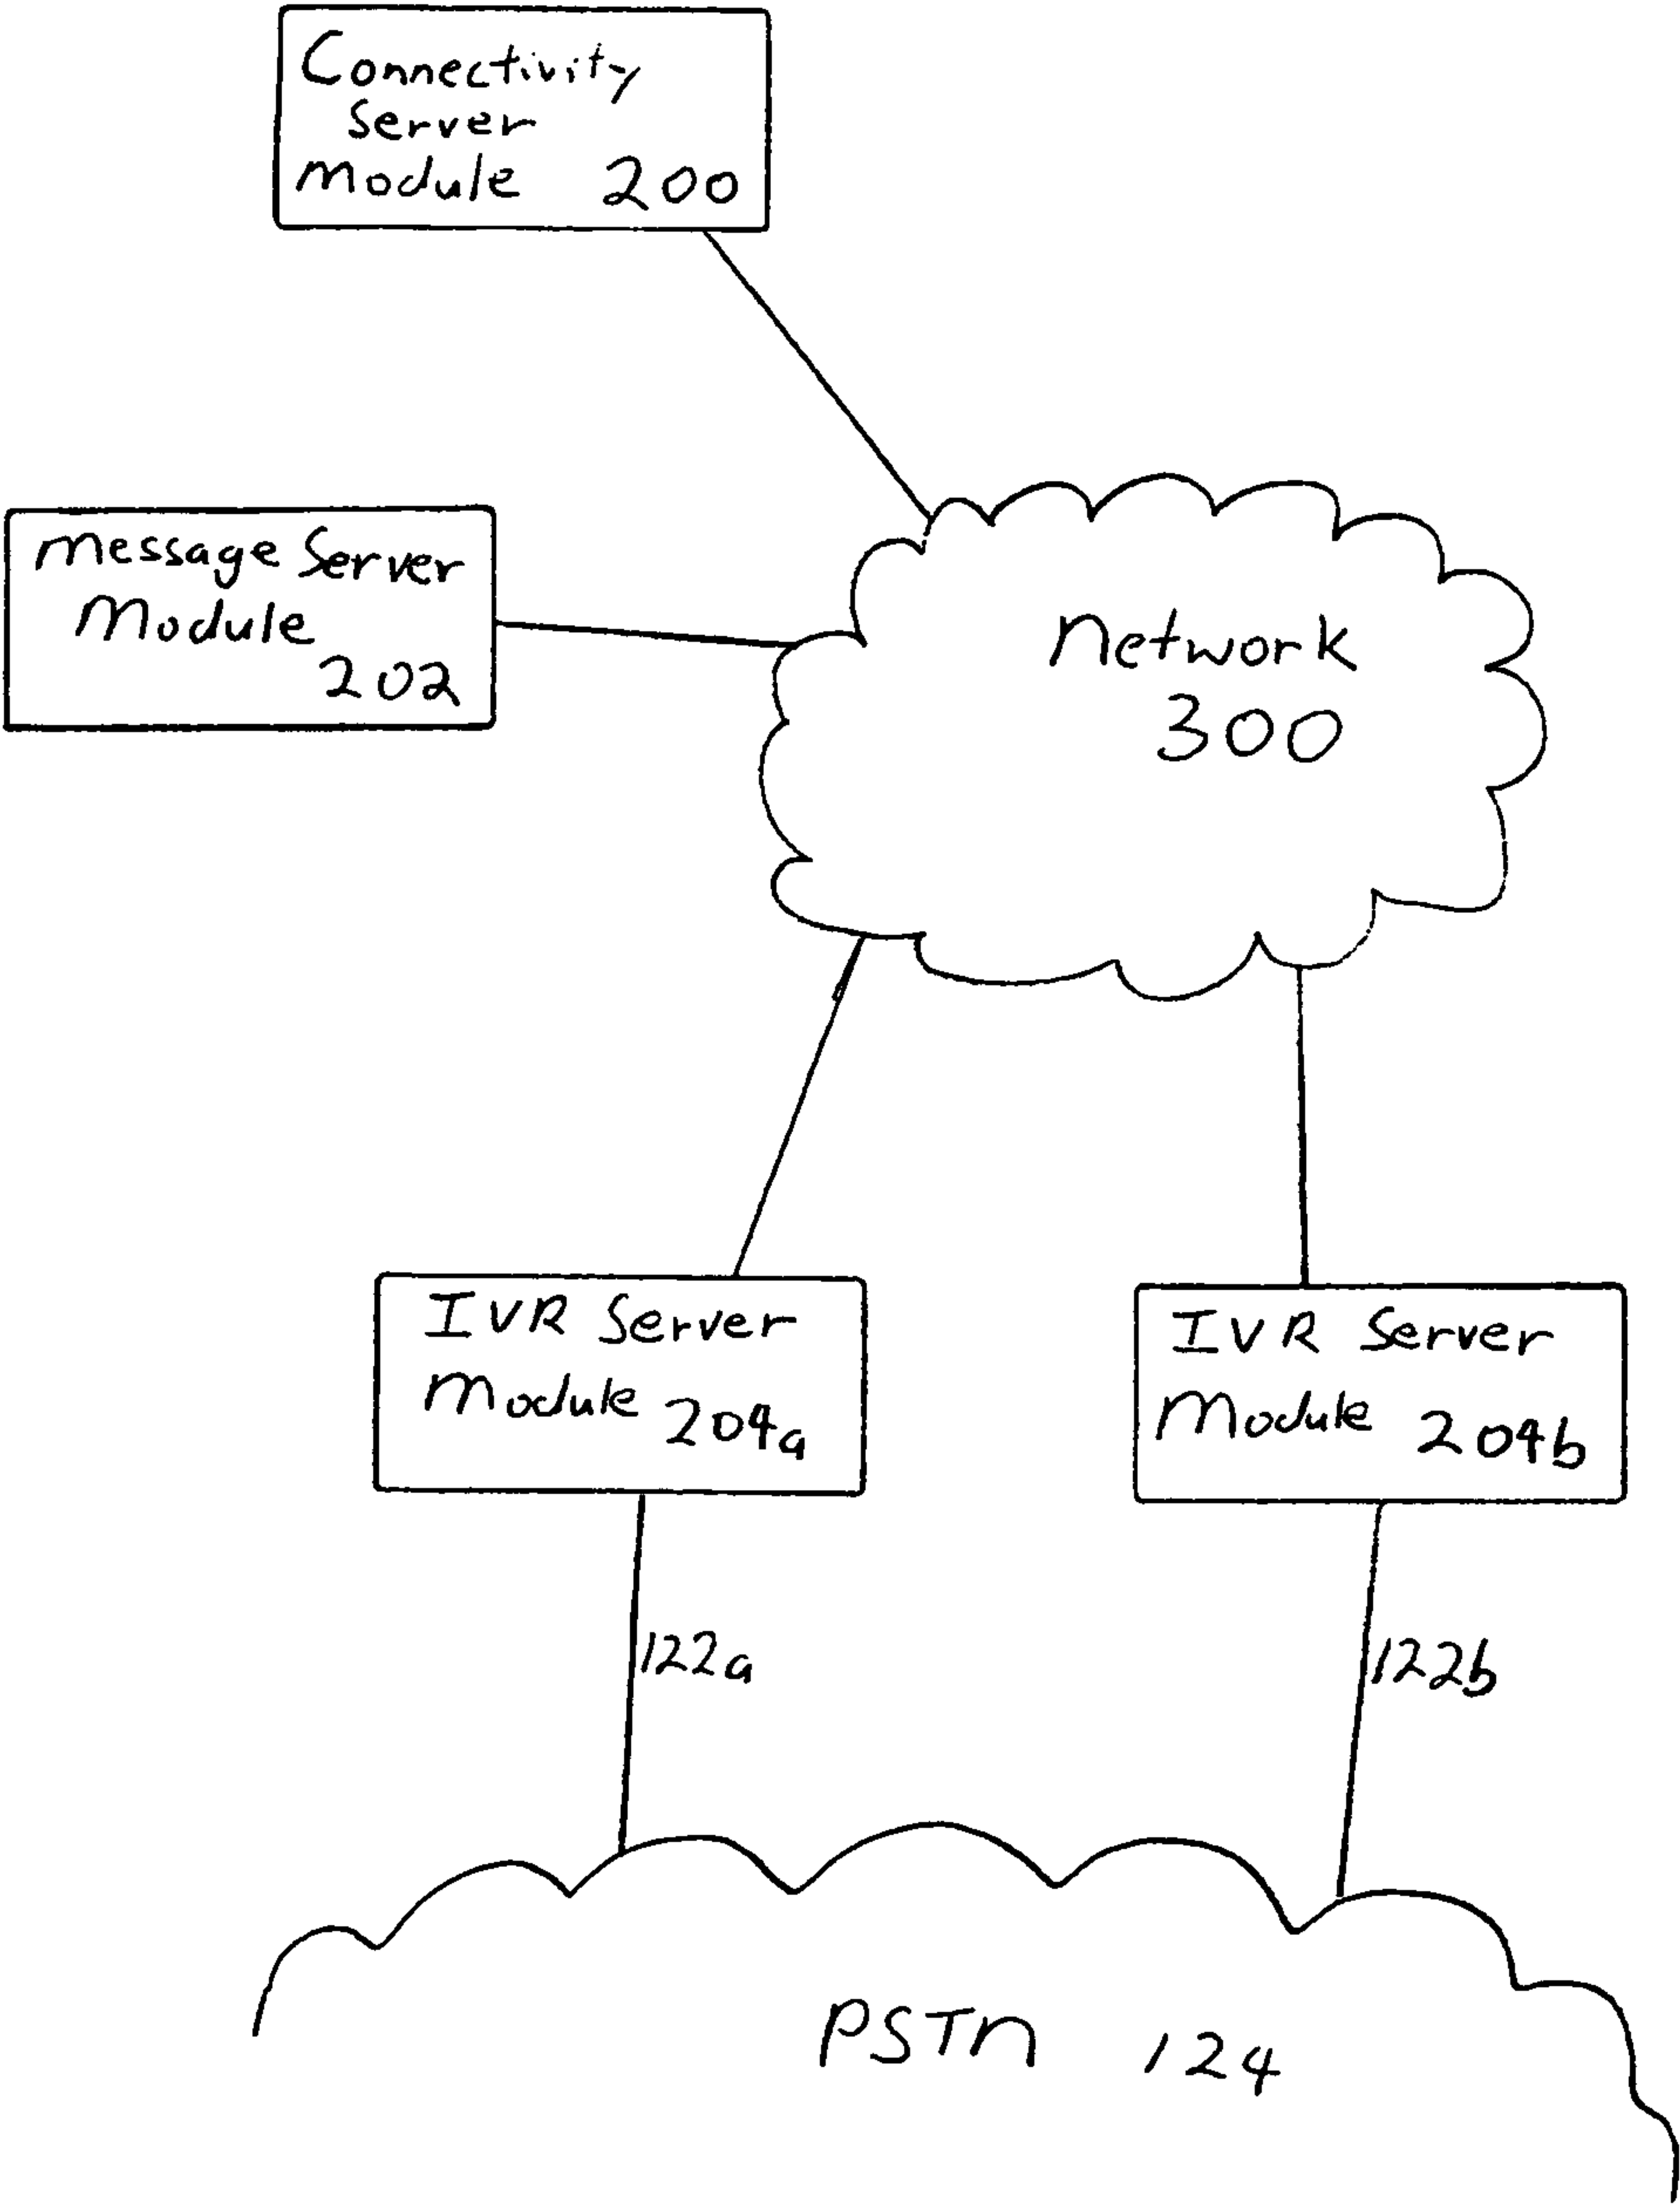 Connectivity
Server
Module 200
Message Server
Module
202
Network
300
IVR Server
Module 204a
IVR Server
Module 204b
122a
122b
PSTN 124